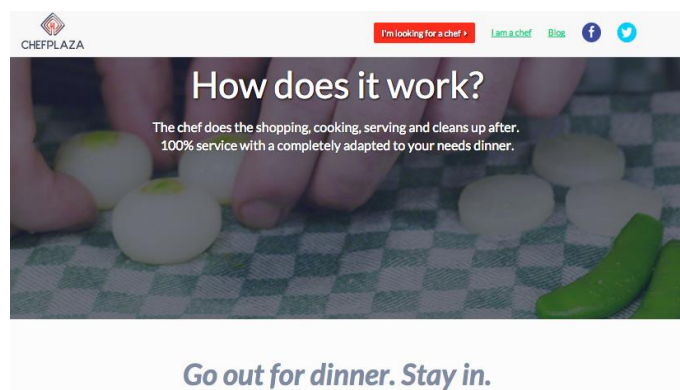 CHEFPLAZA
I'm looking for a chef
I am a chef
Blog
How does it work?
The chef does the shopping, cooking, serving and cleans up after.
100% service with a completely adapted to your needs dinner.
Go out for dinner. Stay in.